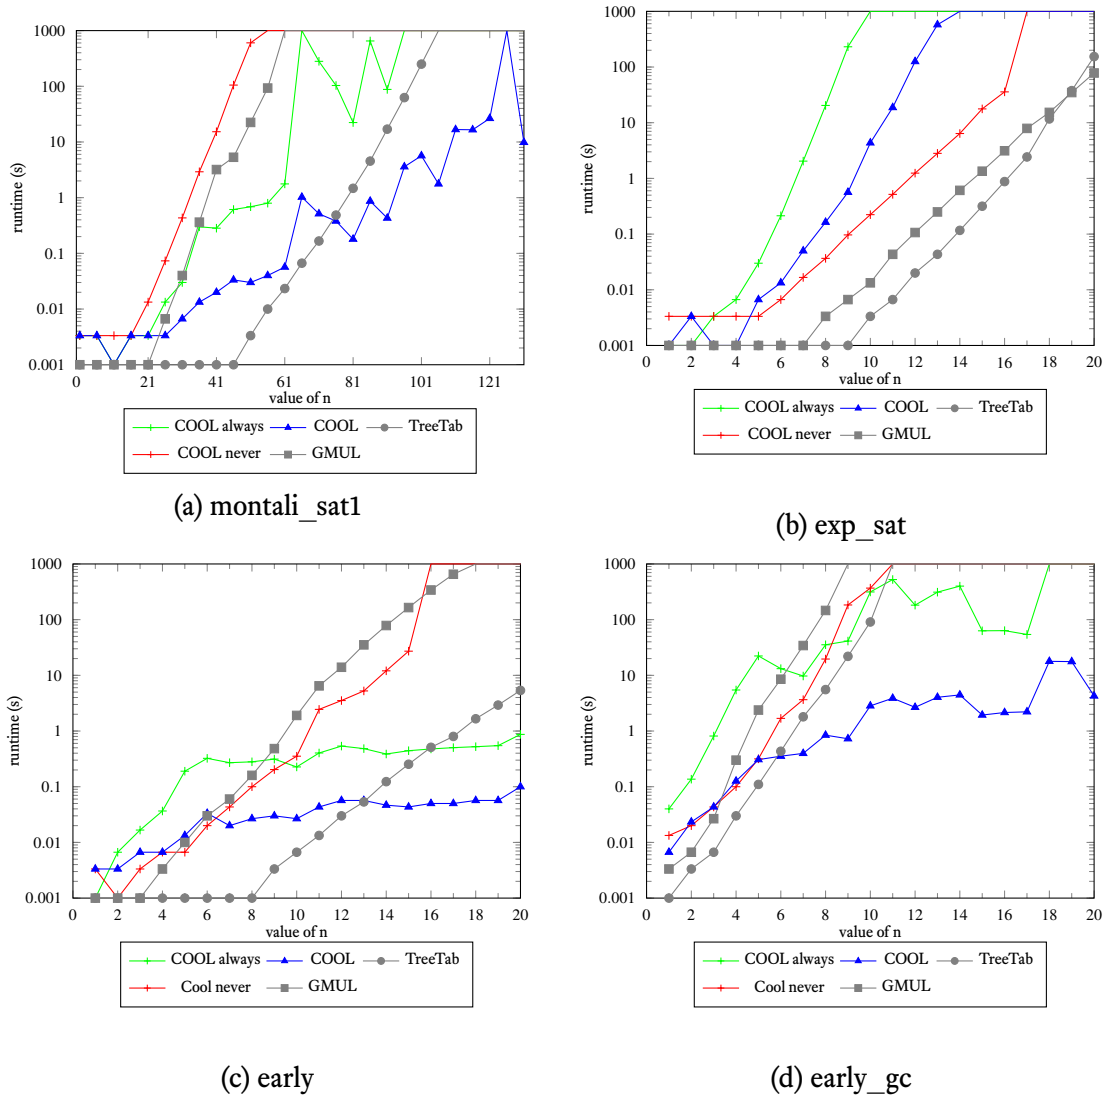 1000
100
10
1
0.1
0.01
0.001
runtime (s)
0 21 41 61 81 101 121
value of n
COOL always COOL TreeTab
COOL never GMUL
(a) montali_sat1
1000
100
10
1
0.1
0.01
0.001
runtime (s)
0 2 4 6 8 10 12 14 16 18 20
value of n
COOL always COOL TreeTab
COOL never GMUL
(b) exp_sat
1000
100
10
1
0.1
0.01
0.001
runtime (s)
0 2 4 6 8 10 12 14 16 18 20
value of n
COOL always COOL TreeTab
Cool never GMUL
(c) early
1000
100
10
1
0.1
0.01
0.001
runtime (s)
0 2 4 6 8 10 12 14 16 18 20
value of n
COOL always COOL TreeTab
Cool never GMUL
(d) early_gc